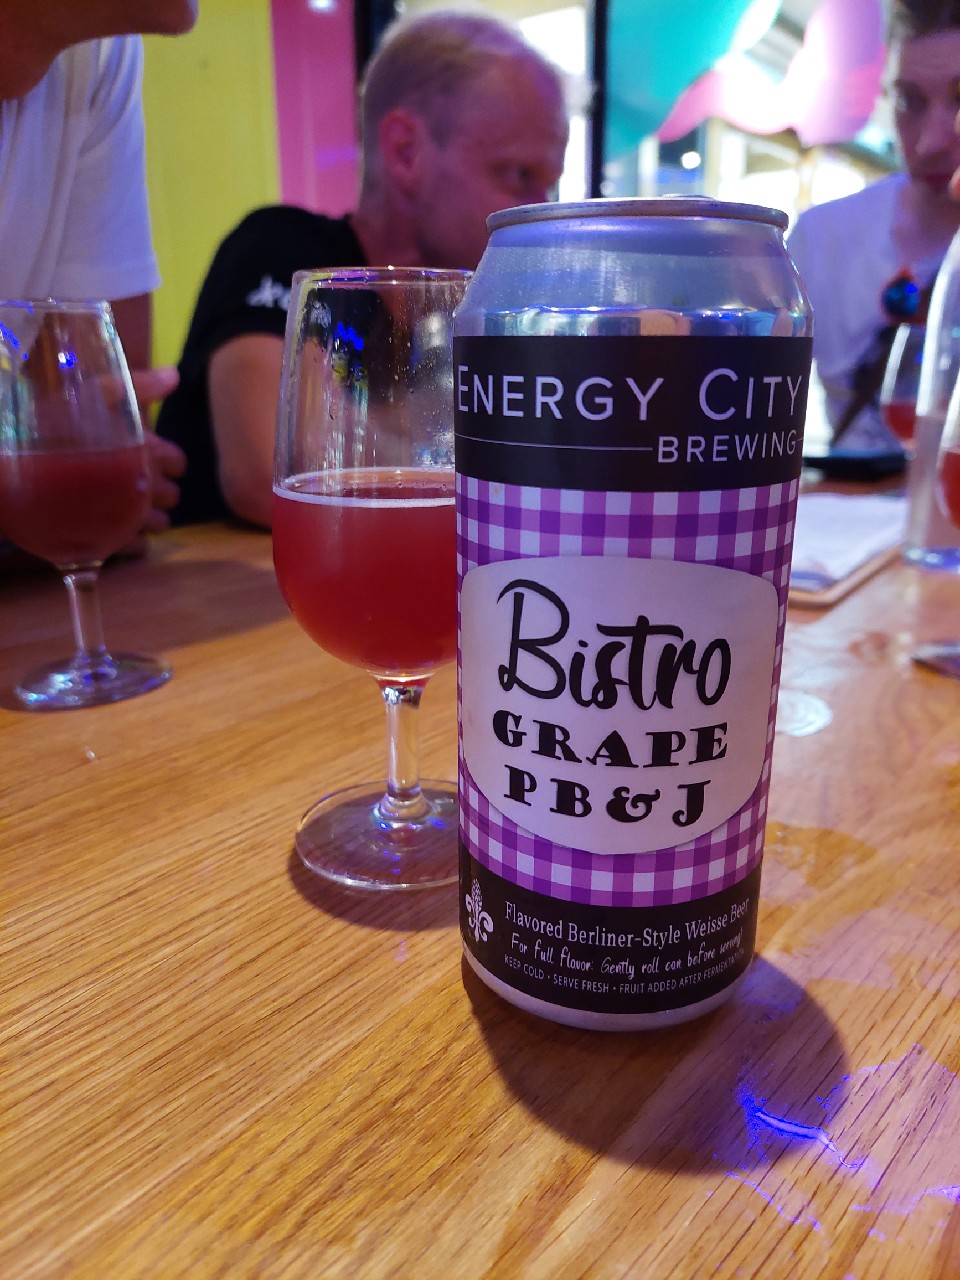 ENERGY CITY
BREWING
Bistro
GRAPE
PB&J
Flavored Berliner-Style Weisse Beer
For full flavor: Gently roll can before serving!
KEEP COLD • SERVE FRESH • FRUIT ADDED AFTER FERMENTATION